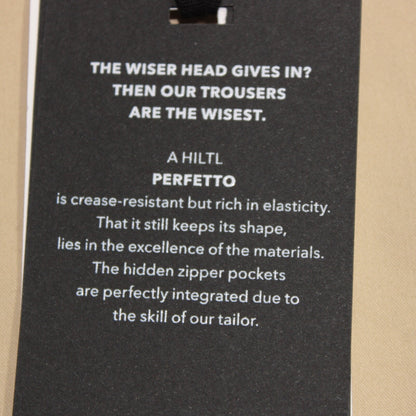 THE WISER HEAD GIVES IN?
THEN OUR TROUSERS
ARE THE WISEST.
A HILTL
PERFETTO
is crease-resistant but rich in elasticity.
That it still keeps its shape,
lies in the excellence of the materials.
The hidden zipper pockets
are perfectly integrated due to
the skill of our tailor.